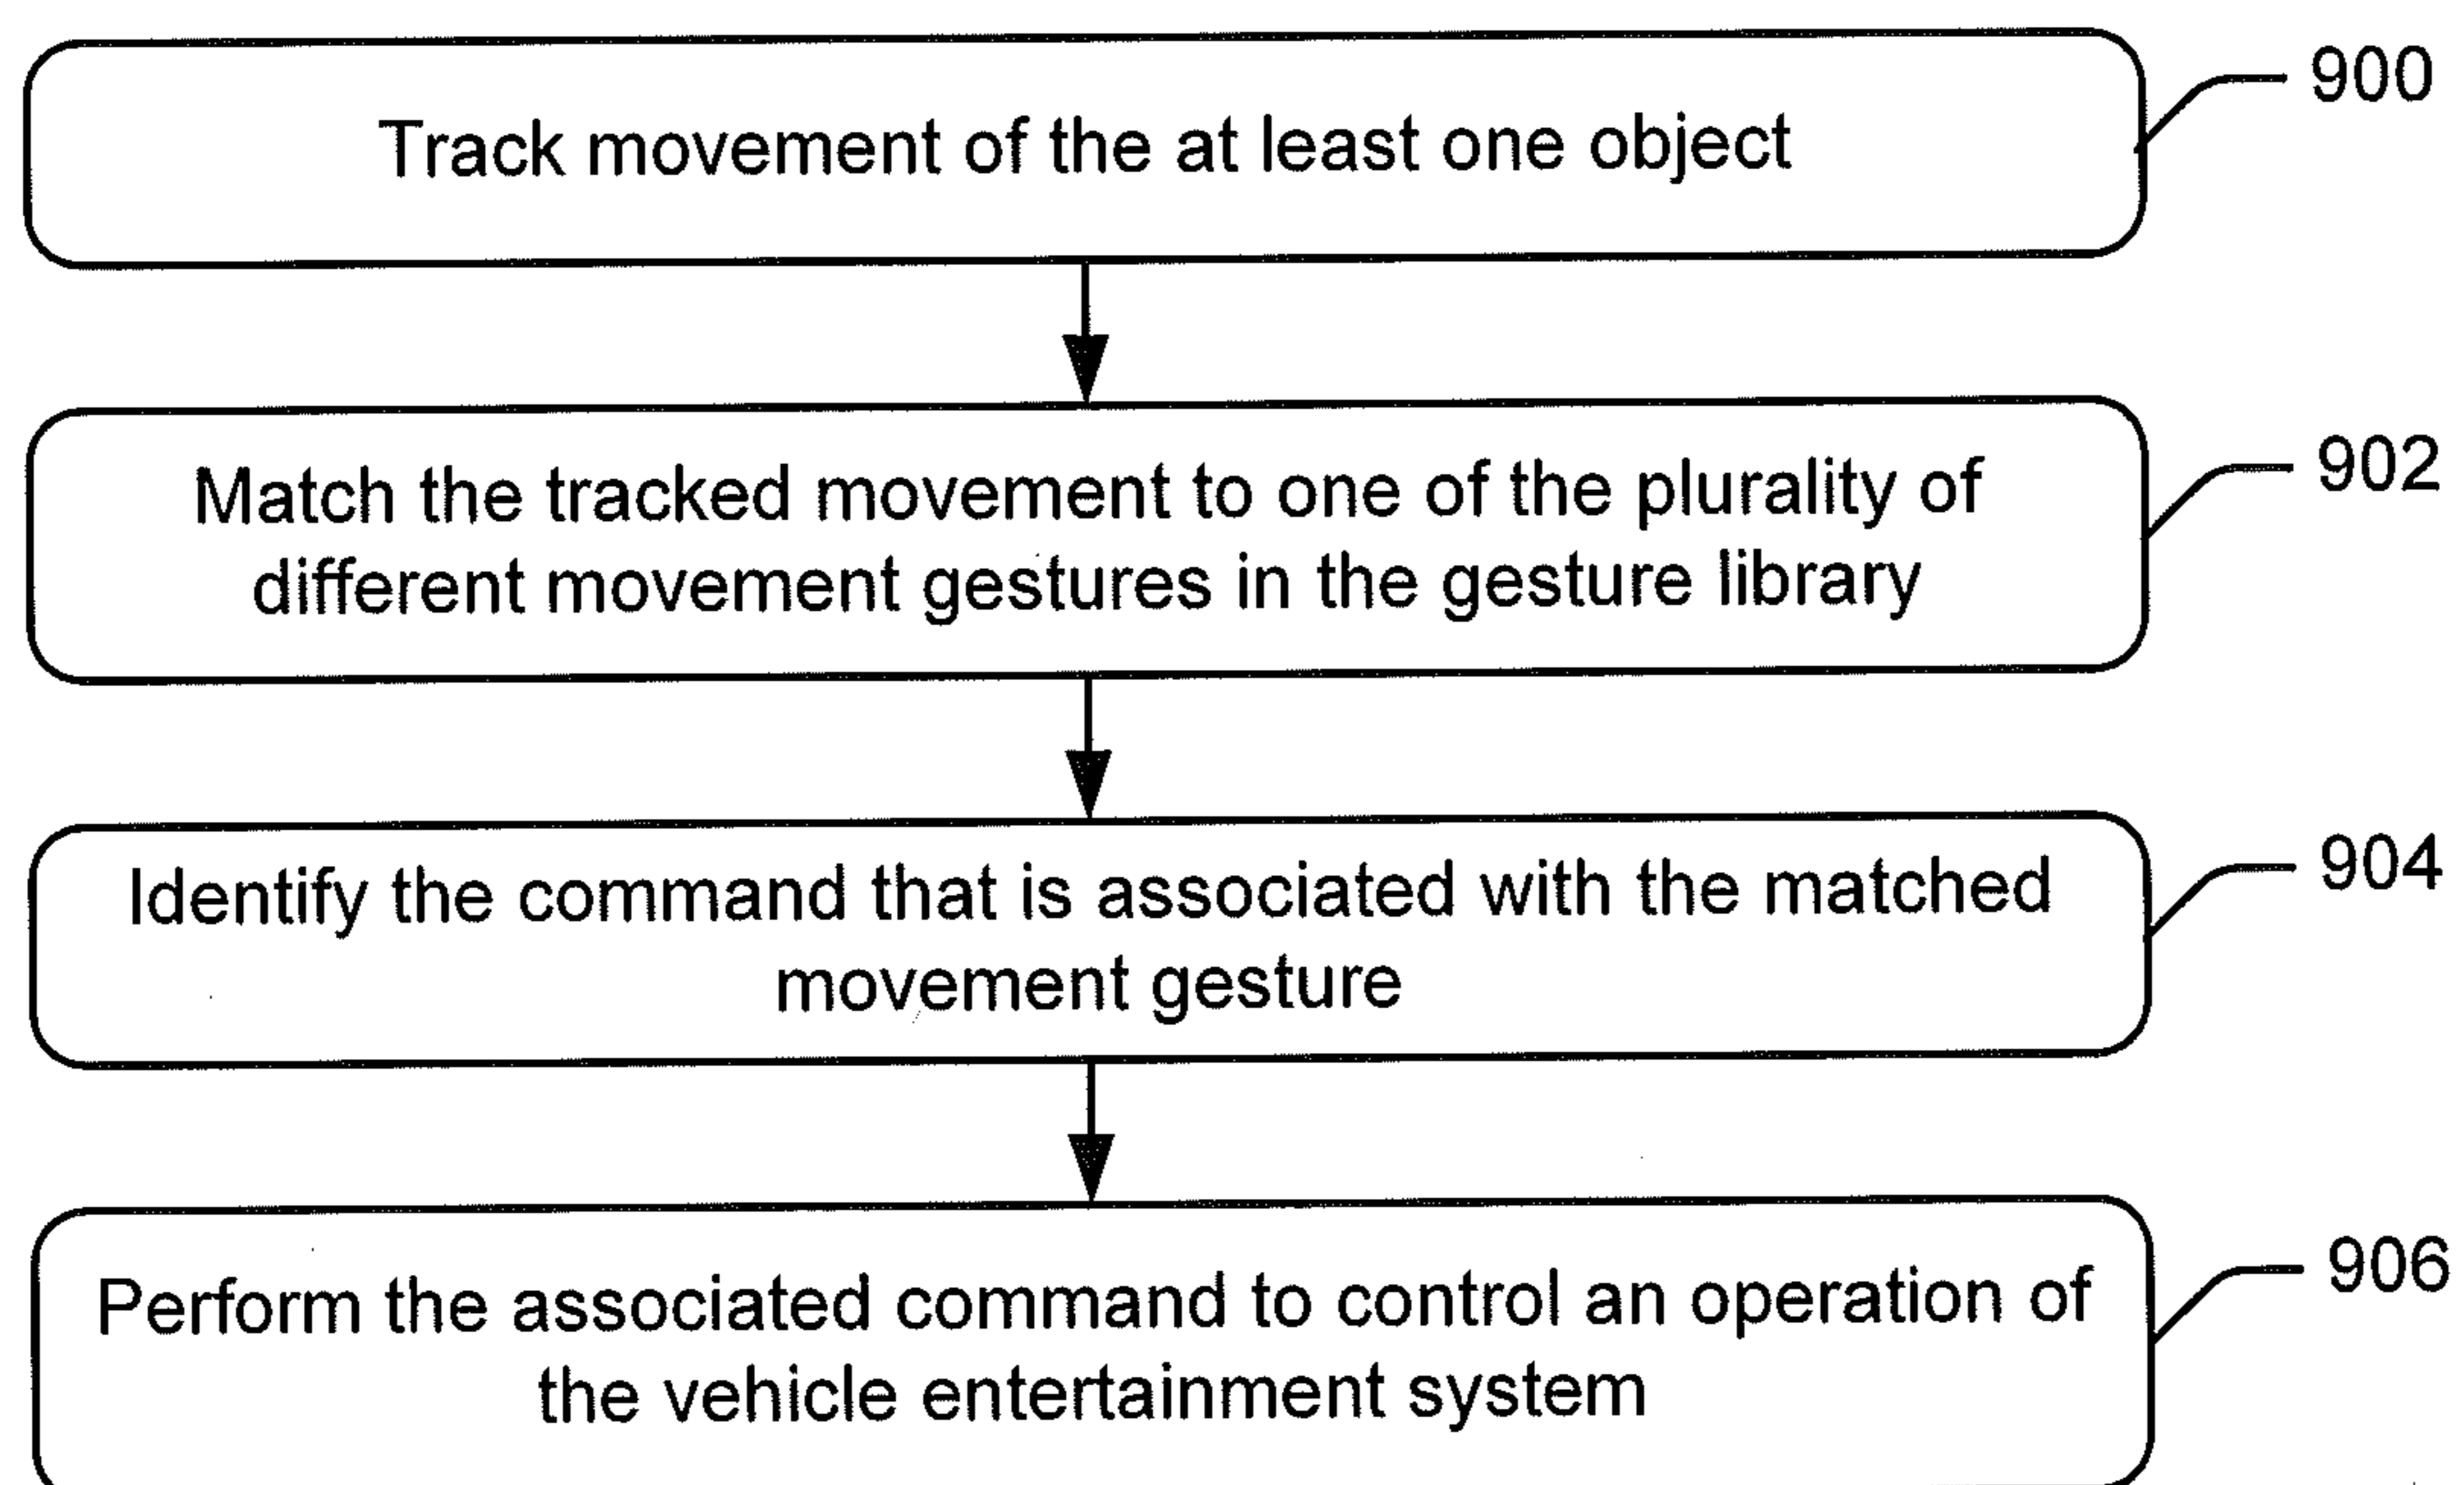 900
Track movement of the at least one object
902
Match the tracked movement to one of the plurality of
different movement gestures in the gesture library
904
Identify the command that is associated with the matched
movement gesture
906
Perform the associated command to control an operation of
the vehicle entertainment system